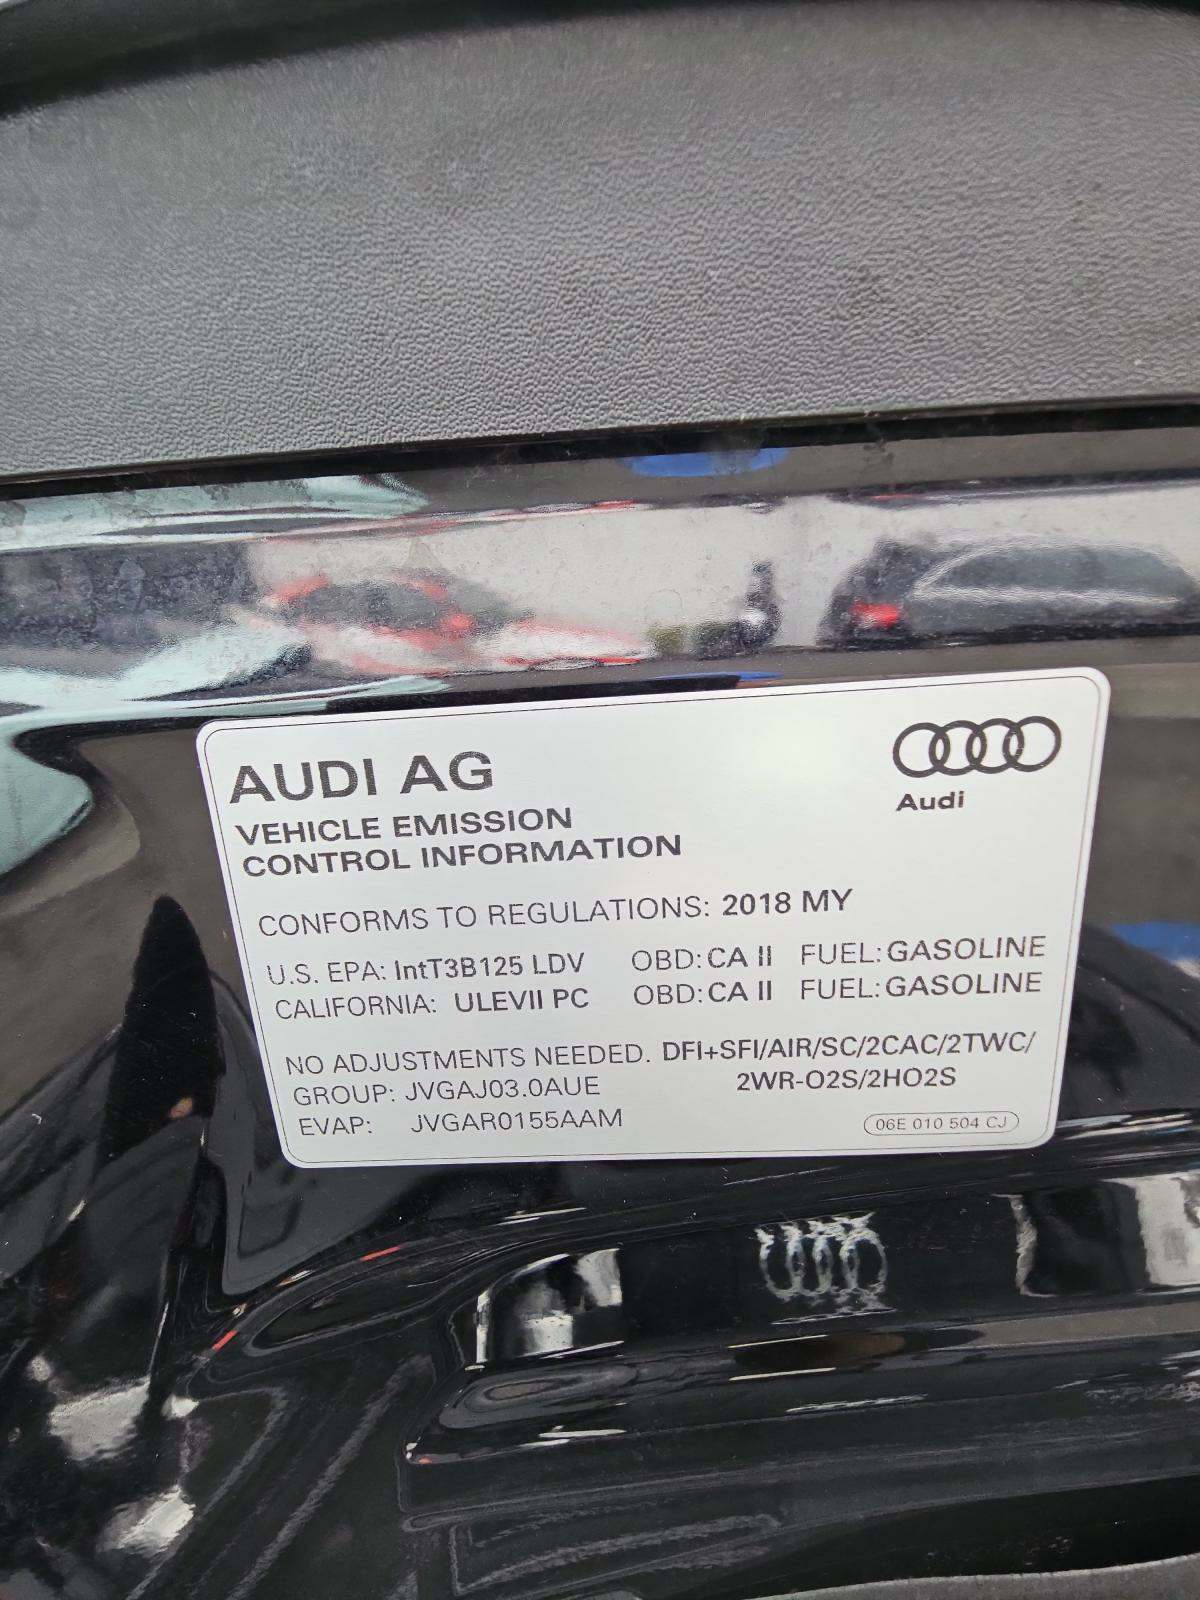 AUDI AG
Audi
VEHICLE EMISSION
CONTROL INFORMATION
CONFORMS TO REGULATIONS: 2018 MY
U.S. EPA: IntT3B125 LDV OBD: CA II FUEL: GASOLINE
CALIFORNIA: ULEVII PC OBD: CA II FUEL: GASOLINE
NO ADJUSTMENTS NEEDED. DFI+SFI/AIR/SC/2CAC/2TWC/
GROUP: JVGAJ03.0AUE 2WR-O2S/2HO2S
EVAP: JVGAR0155AAM
06E 010 504 CJ